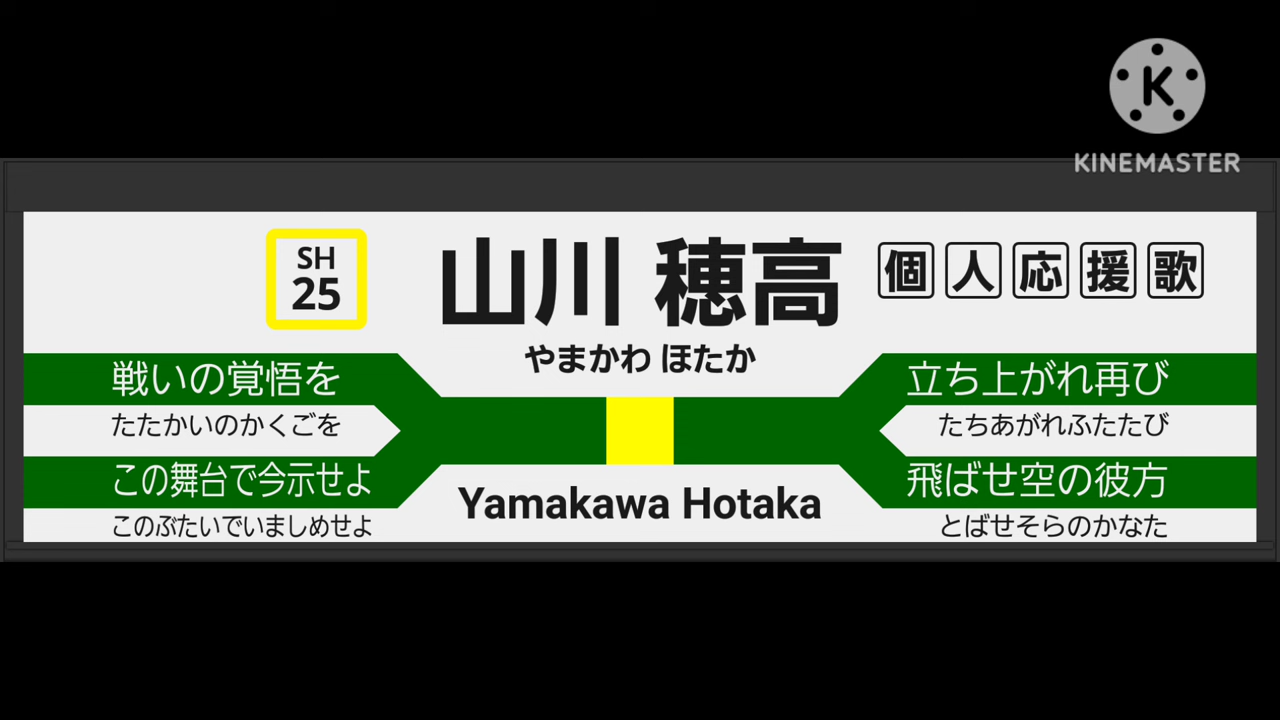 KINEMASTER
SH
25
山川 穂高
個人応援歌
やまかわ ほたか
戦いの覚悟を
たたかいのかくごを
この舞台で今示せよ
このぶたいでいましめせよ
立ち上がれ再び
たちあがれふたたび
飛ばせ空の彼方
とばせそらのかなた
Yamakawa Hotaka